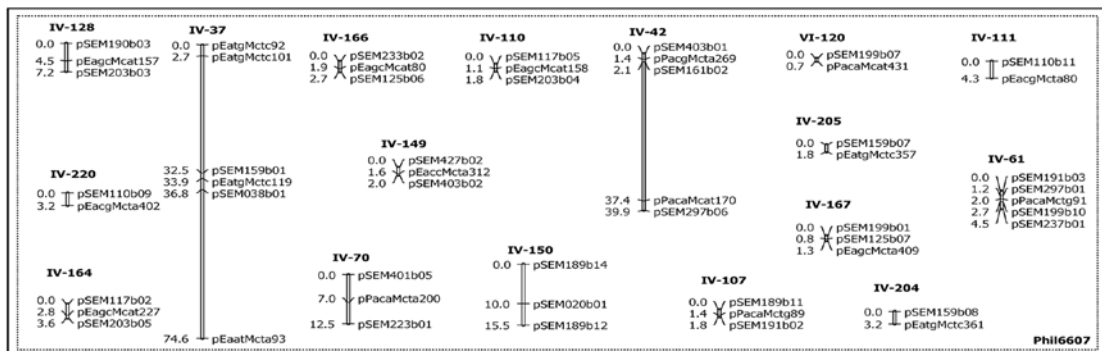 IV-128
0.0 pSEM190b03
4.5 pEagcMcat157
7.2 pSEM203b03
IV-37
0.0 pEatgMctc92
2.7 pEatgMctc101
32.5 pSEM159b01
33.9 pEatgMctc119
36.8 pSEM038b01
74.6 pEaatMcta93
IV-166
0.0 pSEM233b02
1.9 pEagcMcat80
2.7 pSEM125b06
IV-110
0.0 pSEM117b05
1.1 pEagcMcat158
1.8 pSEM203b04
IV-42
0.0 pSEM403b01
1.4 pPacgMcta269
2.1 pSEM161b02
37.4 pPacaMcat170
39.9 pSEM297b06
VI-120
0.0 pSEM199b07
0.7 pPacaMcat431
IV-111
0.0 pSEM110b11
4.3 pEacgMcta80
IV-220
0.0 pSEM110b09
3.2 pEacgMcta402
IV-149
0.0 pSEM427b02
1.6 pEaccMcta312
2.0 pSEM403b02
IV-205
0.0 pSEM159b07
1.8 pEatgMctc357
IV-61
0.0 pSEM191b03
1.2 pSEM297b01
2.0 pPacaMctg91
2.7 pSEM199b10
4.5 pSEM237b01
IV-167
0.0 pSEM199b01
0.8 pSEM125b07
1.3 pEagcMcta409
IV-164
0.0 pSEM117b02
2.8 pEagcMcat227
3.6 pSEM203b05
IV-70
0.0 pSEM401b05
7.0 pPacaMcta200
12.5 pSEM223b01
IV-150
0.0 pSEM189b14
10.0 pSEM020b01
15.5 pSEM189b12
IV-107
0.0 pSEM189b11
1.4 pPacaMctg89
1.8 pSEM191b02
IV-204
0.0 pSEM159b08
3.2 pEatgMctc361
Phil6607